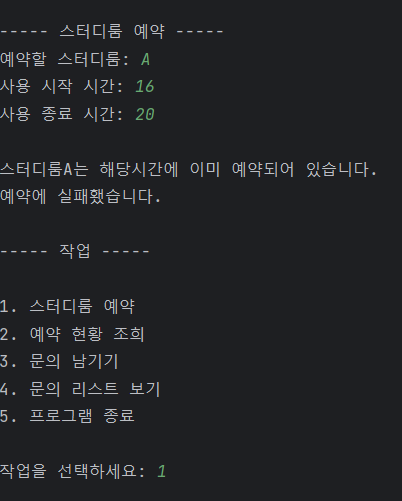 ----- 스터디룸 예약 -----
예약할 스터디룸: A
사용 시작 시간: 16
사용 종료 시간: 20
스터디룸A는 해당시간에 이미 예약되어 있습니다.
예약에 실패했습니다.
----- 작업 -----
1. 스터디룸 예약
2. 예약 현황 조희
3. 문의 남기기
4. 문의 리스트 보기
5. 프로그램 종료
작업을 선택하세요: 1